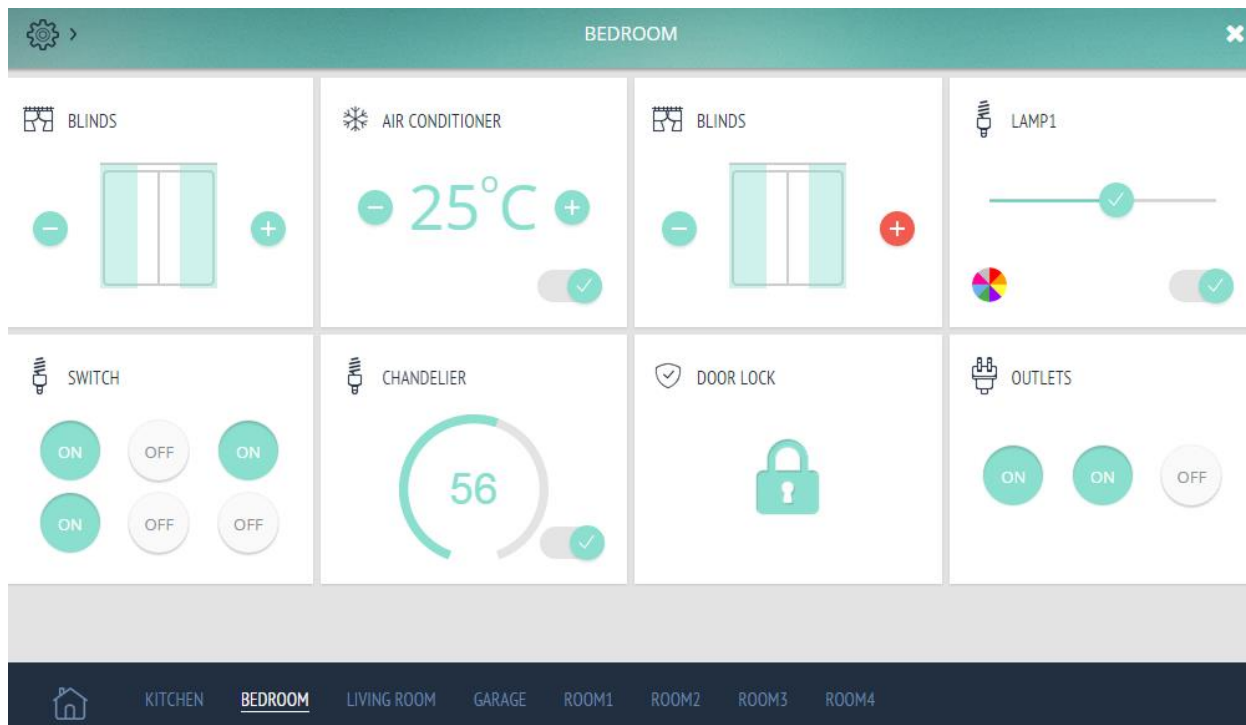 BEDROOM
BLINDS
AIR CONDITIONER
25°C
BLINDS
LAMP1
SWITCH
ON OFF ON
ON OFF OFF
CHANDELIER
56
DOOR LOCK
OUTLETS
ON ON OFF
KITCHEN BEDROOM LIVING ROOM GARAGE ROOM1 ROOM2 ROOM3 ROOM4